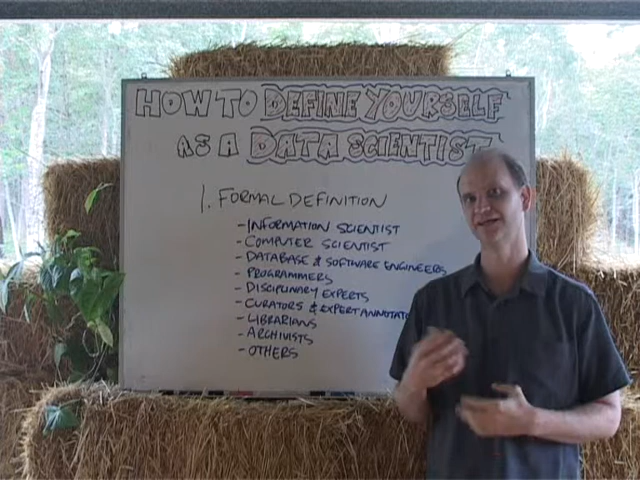 HOW TO DEFINE YOURSELF
AS A DATA SCIENTIST
1. FORMAL DEFINITION
- INFORMATION SCIENTIST
- COMPUTER SCIENTIST
- DATABASE & SOFTWARE ENGINEERS
- PROGRAMMERS
- DISCIPLINARY EXPERTS
- CURATORS & EXPERT
- LIBRARIANS
- ARCHIVISTS
- OTHERS